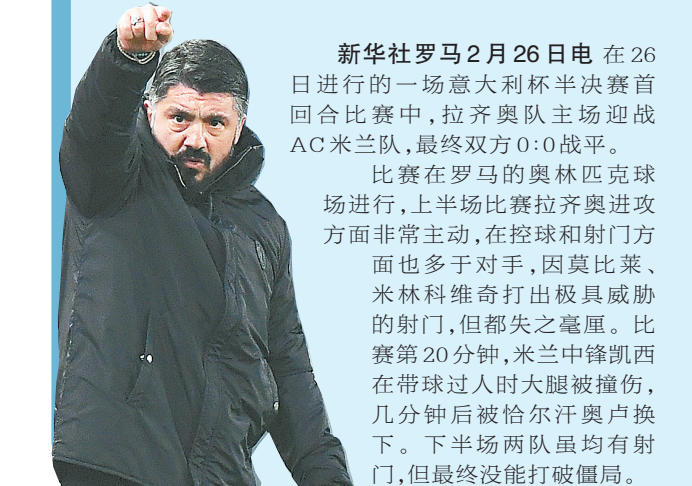 新华社罗马2月26日电 在26
日进行的一场意大利杯半决赛首
回合比赛中,拉齐奥队主场迎战
AC米兰队,最终双方0:0战平。
比赛在罗马的奥林匹克球
场进行,上半场比赛拉齐奥进攻
方面非常主动,在控球和射门方
面也多于对手,因莫比莱、
米林科维奇打出极具威胁
的射门,但都失之毫厘。比
赛第20分钟,米兰中锋凯西
在带球过人时大腿被撞伤,
几分钟后被恰尔汗奥卢换
下。下半场两队虽均有射
门,但最终没能打破僵局。